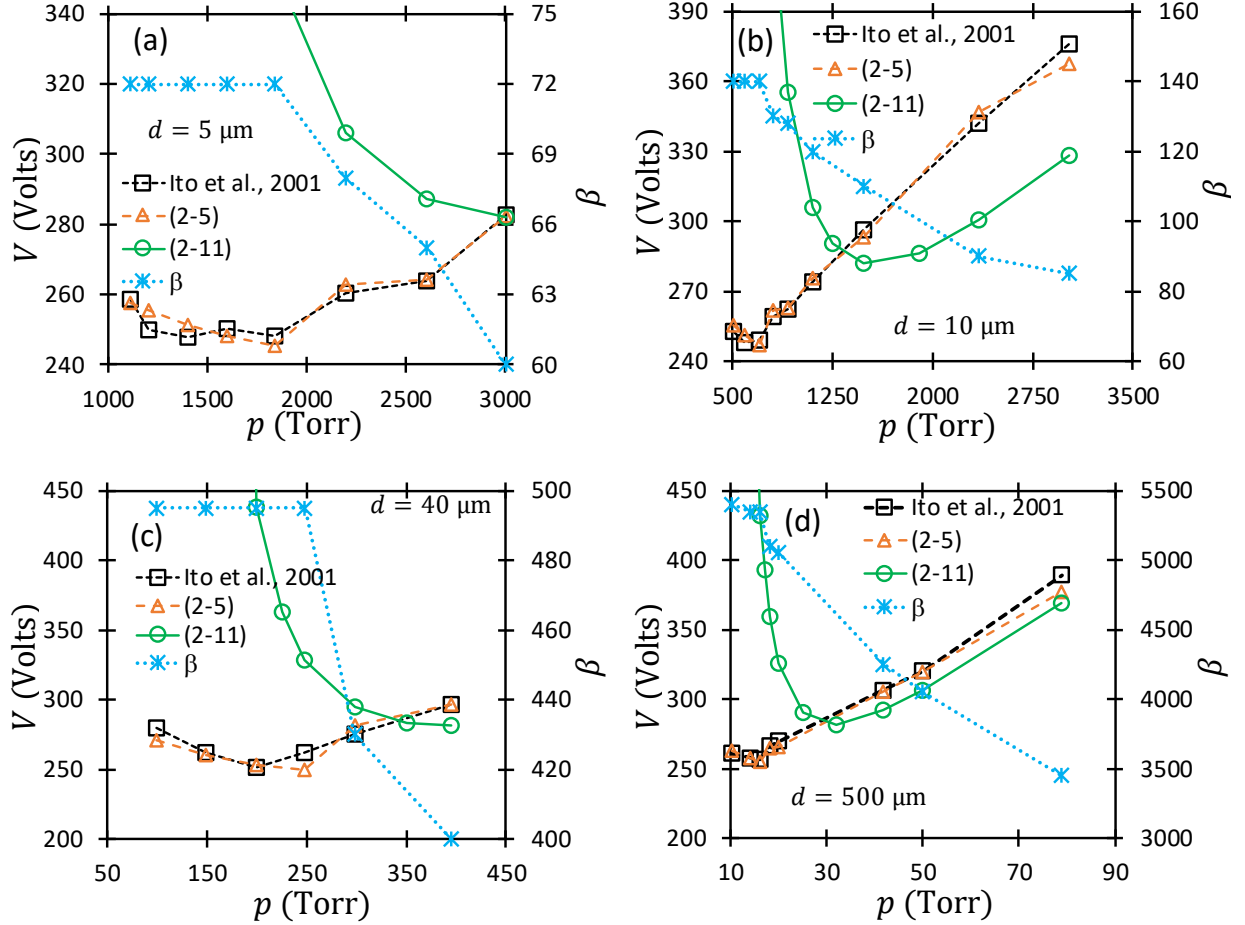 (a)
340
320
300
280
260
240
V (Volts)
75
72
69
66
63
60
β
d = 5 μm
Ito et al., 2001
(2-5)
(2-11)
β
1000 1500 2000 2500 3000
p (Torr)
(b)
390
360
330
300
270
240
V (Volts)
160
140
120
100
80
60
β
Ito et al., 2001
(2-5)
(2-11)
β
d = 10 μm
500 1250 2000 2750 3500
p (Torr)
(c)
450
400
350
300
250
200
V (Volts)
500
480
460
440
420
400
β
d = 40 μm
Ito et al., 2001
(2-5)
(2-11)
β
50 150 250 350 450
p (Torr)
(d)
450
400
350
300
250
200
V (Volts)
5500
5000
4500
4000
3500
3000
β
Ito et al., 2001
(2-5)
(2-11)
β
d = 500 μm
10 30 50 70 90
p (Torr)